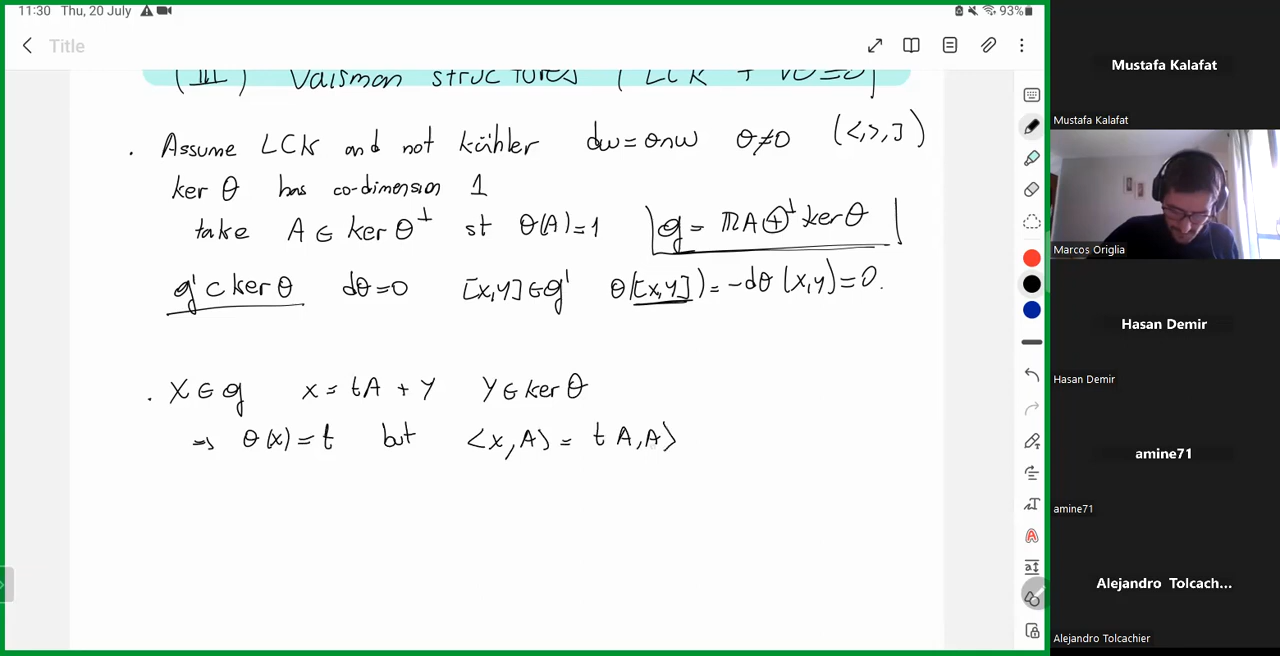 11:30 Thu, 20 July
93%
Title
(III) Vaisman structures (LCK + ∇θ=0)
. Assume LCK and not kähler dω=θ∧ω θ≠0 (<,>,J)
ker θ has co-dimension 1
take A ∈ ker θ^⊥ st θ(A)=1 g = ℝA ⊕^⊥ ker θ
g' ⊂ ker θ dθ=0 [x,y]∈g' θ([x,y])=-dθ(x,y)=0.
. X ∈ g x = tA + Y Y ∈ ker θ
⇒ θ(x)=t but <x,A> = t A,A>
Mustafa Kalafat
Mustafa Kalafat
Marcos Origlia
Hasan Demir
Hasan Demir
amine71
amine71
Alejandro Tolcach...
Alejandro Tolcachier